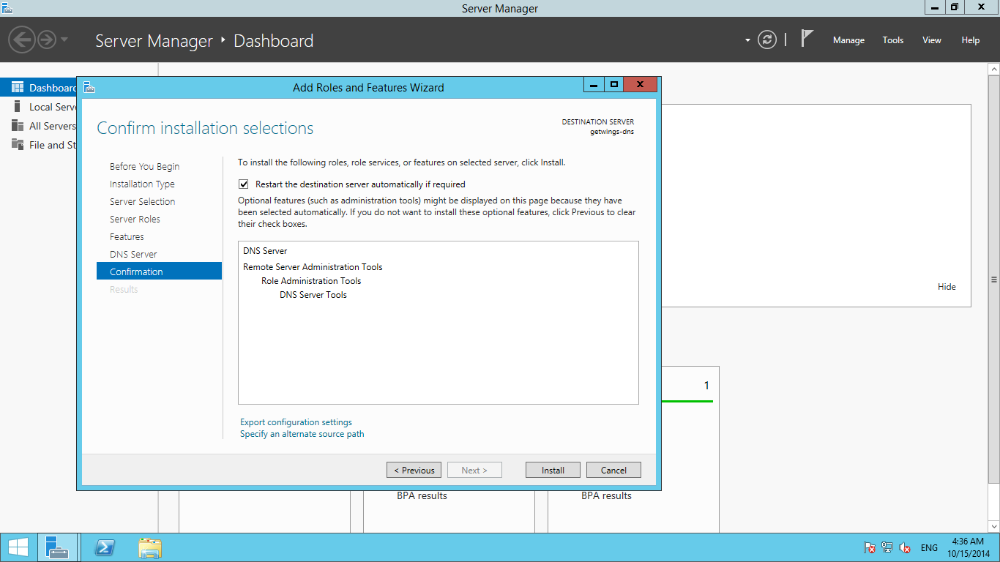 Server Manager
Server Manager
Dashboard
Manage
Tools
View
Help
Dashboard
Local Serve
All Servers
File and St
Add Roles and Features Wizard
Confirm installation selections
DESTINATION SERVER
getwings-dns
Before You Begin
Installation Type
Server Selection
Server Roles
Features
DNS Server
Confirmation
Results
To install the following roles, role services, or features on selected server, click Install.
Restart the destination server automatically if required
Optional features (such as administration tools) might be displayed on this page because they have
been selected automatically. If you do not want to install these optional features, click Previous to clear
their check boxes.
DNS Server
Remote Server Administration Tools
Role Administration Tools
DNS Server Tools
Export configuration settings
Specify an alternate source path
< Previous
Next >
Install
Cancel
Hide
1
BPA results
BPA results
ENG
4:36 AM
10/15/2014